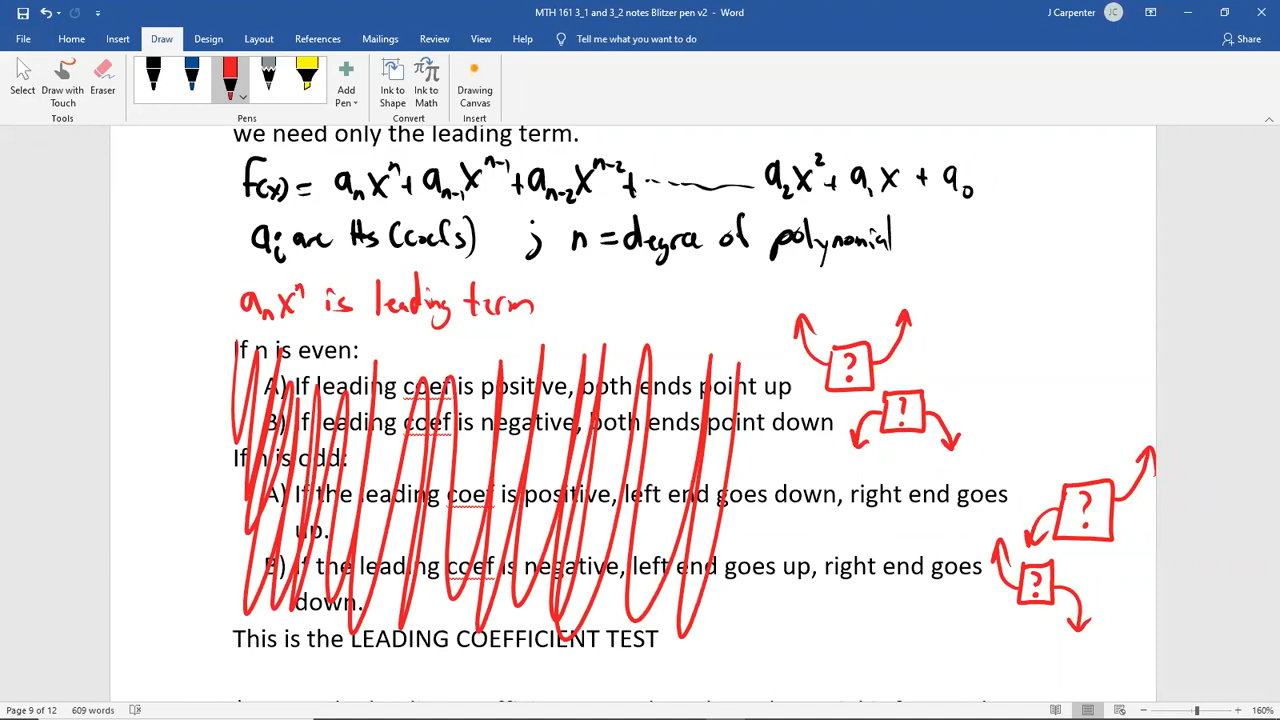 MTH 161 3_1 and 3_2 notes Blitzer pen v2 - Word
J Carpenter JC
File Home Insert Draw Design Layout References Mailings Review View Help Tell me what you want to do Share
Select Draw with Touch Eraser Add Pen Ink to Shape Ink to Math Drawing Canvas
Tools Pens Convert Insert
we need only the leading term.
f(x) = aₙxⁿ + aₙ₋₁xⁿ⁻¹ + aₙ₋₂xⁿ⁻² + ........ a₂x² + a₁x + a₀
aᵢ are #s (coefs) ; n = degree of polynomial
aₙxⁿ is leading term
If n is even:
?
A) If leading coef is positive, both ends point up
?
B) If leading coef is negative, both ends point down
If n is odd:
A) If the leading coef is positive, left end goes down, right end goes
up.
?
B) If the leading coef is negative, left end goes up, right end goes
?
down.
This is the LEADING COEFFICIENT TEST
Page 9 of 12 609 words 160%